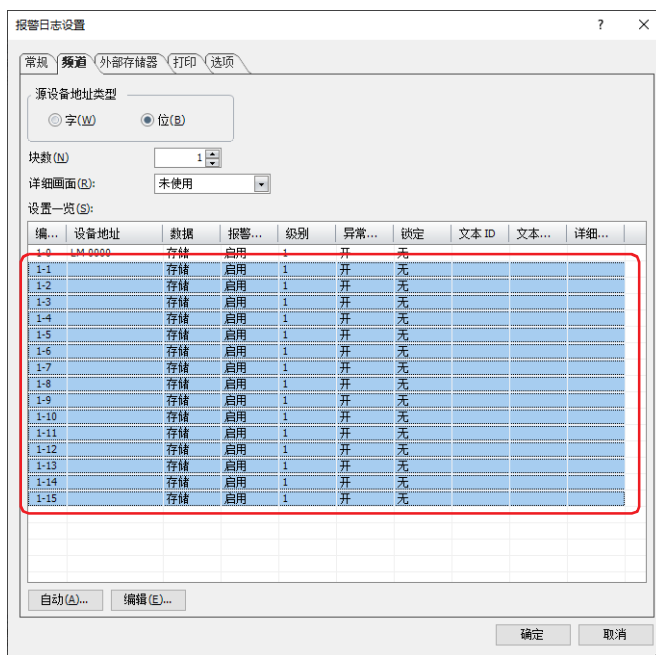 报警日志设置 ?
常规 频道 外部存储器 打印 选项
源设备地址类型
字(W) 位(B)
块数(N) 1
详细画面(R): 未使用
设置一览(S):
编... 设备地址 数据 报警... 级别 异常... 锁定 文本 ID 文本... 详细...
1-0 LM 0000 存储 启用 1 开 无
1-1 存储 启用 1 开 无
1-2 存储 启用 1 开 无
1-3 存储 启用 1 开 无
1-4 存储 启用 1 开 无
1-5 存储 启用 1 开 无
1-6 存储 启用 1 开 无
1-7 存储 启用 1 开 无
1-8 存储 启用 1 开 无
1-9 存储 启用 1 开 无
1-10 存储 启用 1 开 无
1-11 存储 启用 1 开 无
1-12 存储 启用 1 开 无
1-13 存储 启用 1 开 无
1-14 存储 启用 1 开 无
1-15 存储 启用 1 开 无
自动(A)... 编辑(E)...
确定 取消